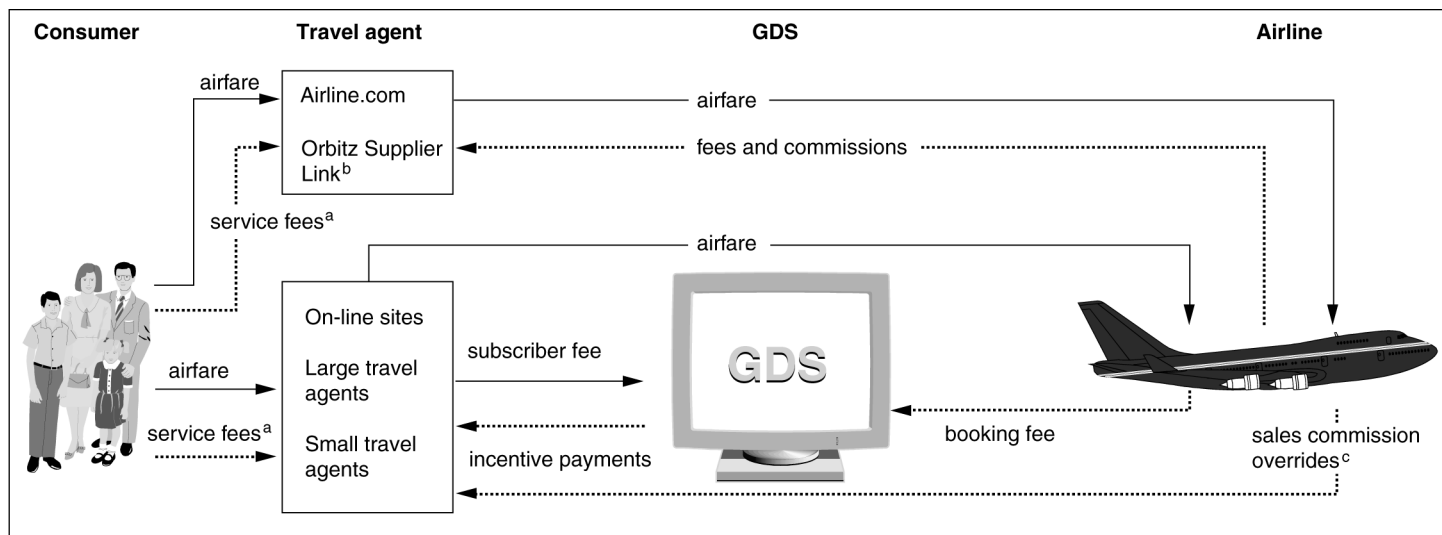 Consumer
Travel agent
GDS
Airline
airfare
Airline.com
airfare
Orbitz Supplier
Link^b
fees and commissions
service fees^a
airfare
On-line sites
subscriber fee
GDS
airfare
Large travel
agents
booking fee
sales commission
overrides^c
service fees^a
Small travel
agents
incentive payments